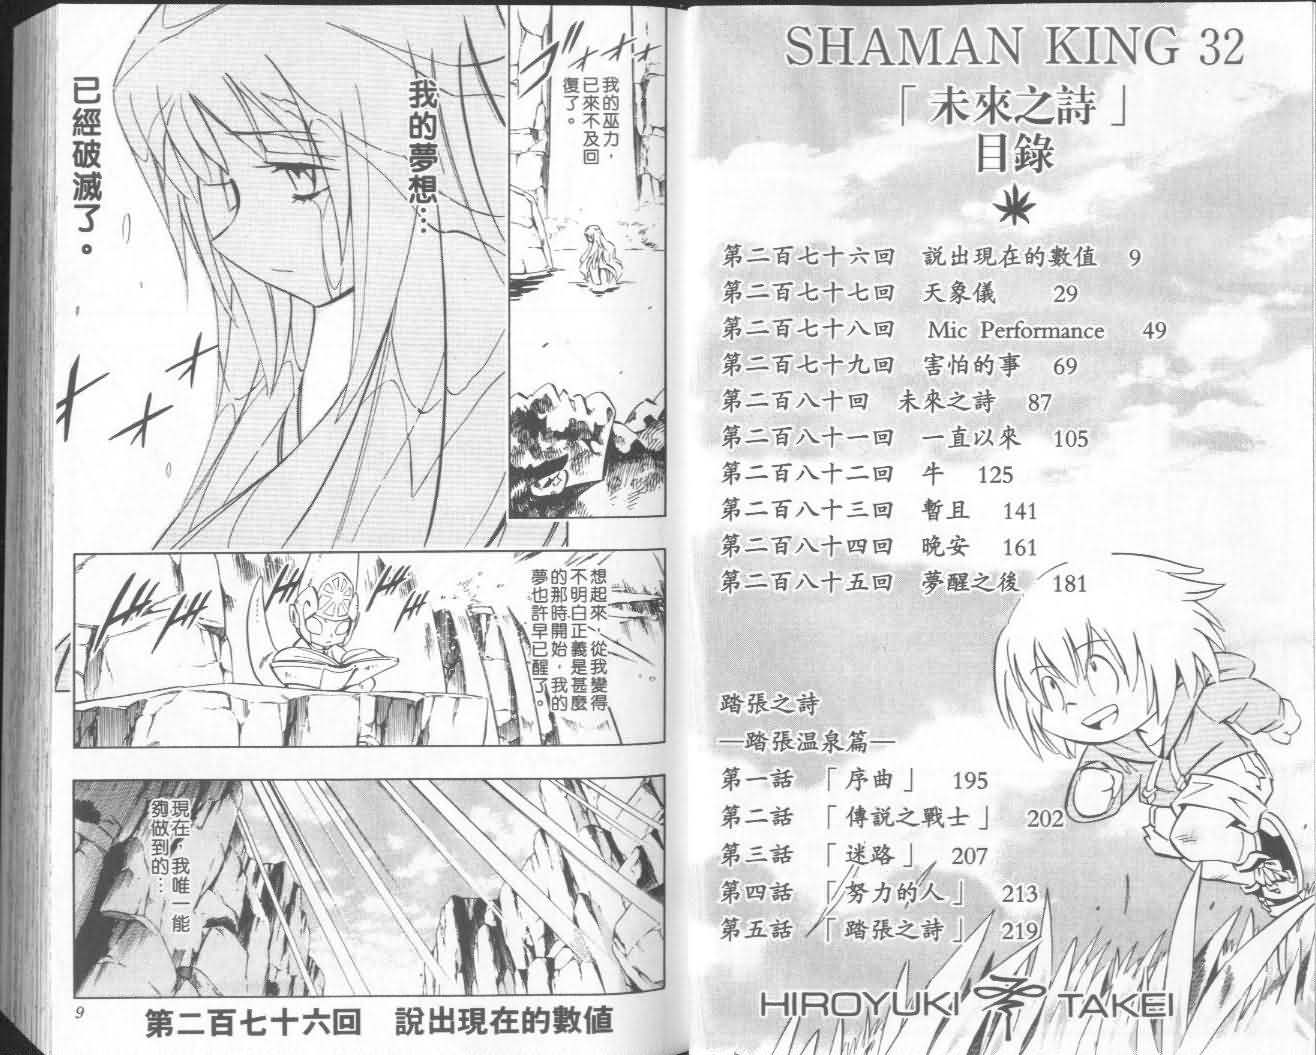 SHAMAN KING 32
「未來之詩」
目錄
第二百七十六回 說出現在的數值 9
第二百七十七回 天象儀 29
第二百七十八回 Mic Performance 49
第二百七十九回 害怕的事 69
第二百八十回 未來之詩 87
第二百八十一回 一直以來 105
第二百八十二回 牛 125
第二百八十三回 暫且 141
第二百八十四回 晚安 161
第二百八十五回 夢醒之後 181
踏張之詩
—踏張温泉篇—
第一話 「序曲」 195
第二話 「傳説之戰士」 202
第三話 「迷路」 207
第四話 「努力的人」 213
第五話 「踏張之詩」 219
HIROYUKI TAKEI
我的巫力，
已來不及回
復了。
我的夢想…
已經破滅了。
想起來，從我變得
不明白正義是甚麼
的那時開始，我的
夢也許早已醒了。
現在，我唯一能
夠做到的…
9
第二百七十六回 說出現在的數値